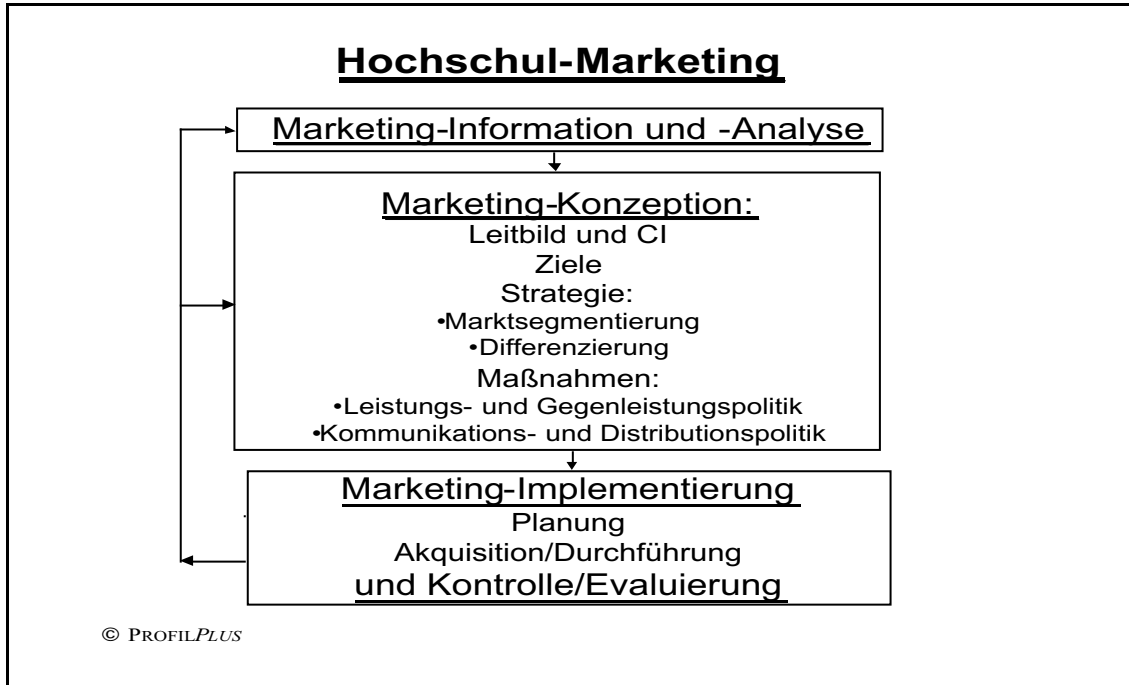 Hochschul-Marketing
Marketing-Information und -Analyse
Marketing-Konzeption:
Leitbild und CI
Ziele
Strategie:
•Marktsegmentierung
•Differenzierung
Maßnahmen:
•Leistungs- und Gegenleistungspolitik
•Kommunikations- und Distributionspolitik
Marketing-Implementierung
Planung
Akquisition/Durchführung
und Kontrolle/Evaluierung
© PROFILPLUS